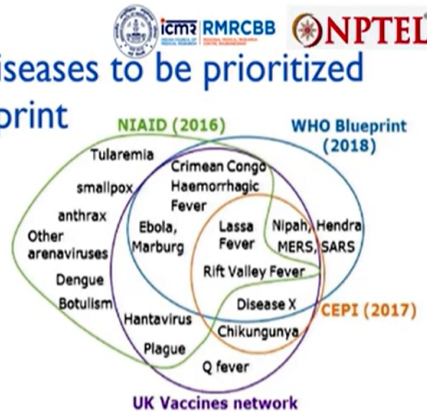 icmr RMRCBB
NPTEL
iseases to be prioritized
print
NIAID (2016)
WHO Blueprint
(2018)
Tularemia
Crimean Congo
Haemorrhagic
Fever
smallpox
anthrax
Other
arenaviruses
Ebola,
Marburg
Lassa
Fever
Nipah, Hendra
MERS, SARS
Rift Valley Fever
Dengue
Botulism
Disease X
CEPI (2017)
Hantavirus
Chikungunya
Plague
Q fever
UK Vaccines network